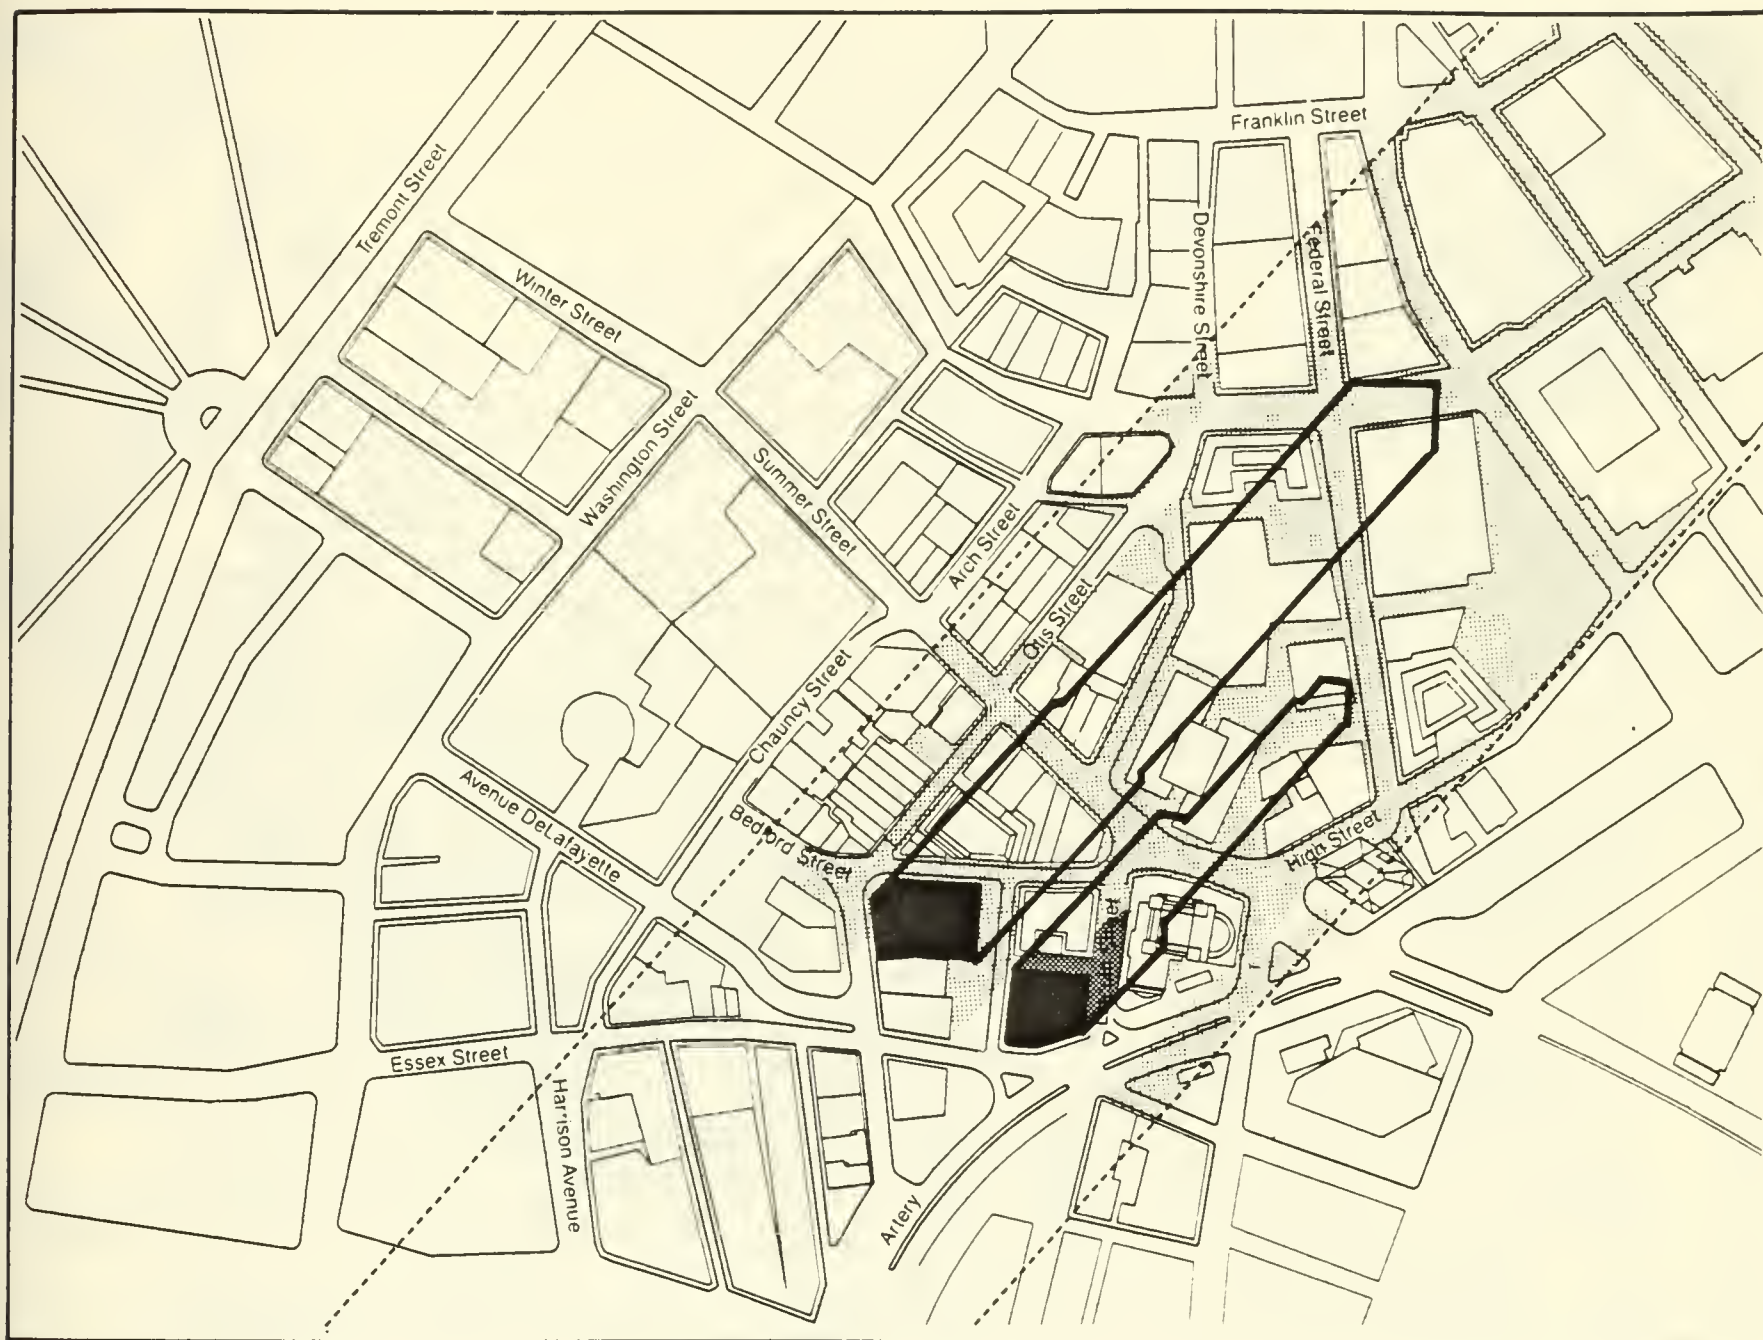 Franklin Street
Tremont Street
Devonshire Street
Federal Street
Winter Street
Washington Street
Summer Street
Arch Street
Otis Street
Chauncy Street
Avenue DeLafayette
Bedford Street
High Street
Essex Street
Harrison Avenue
Artery